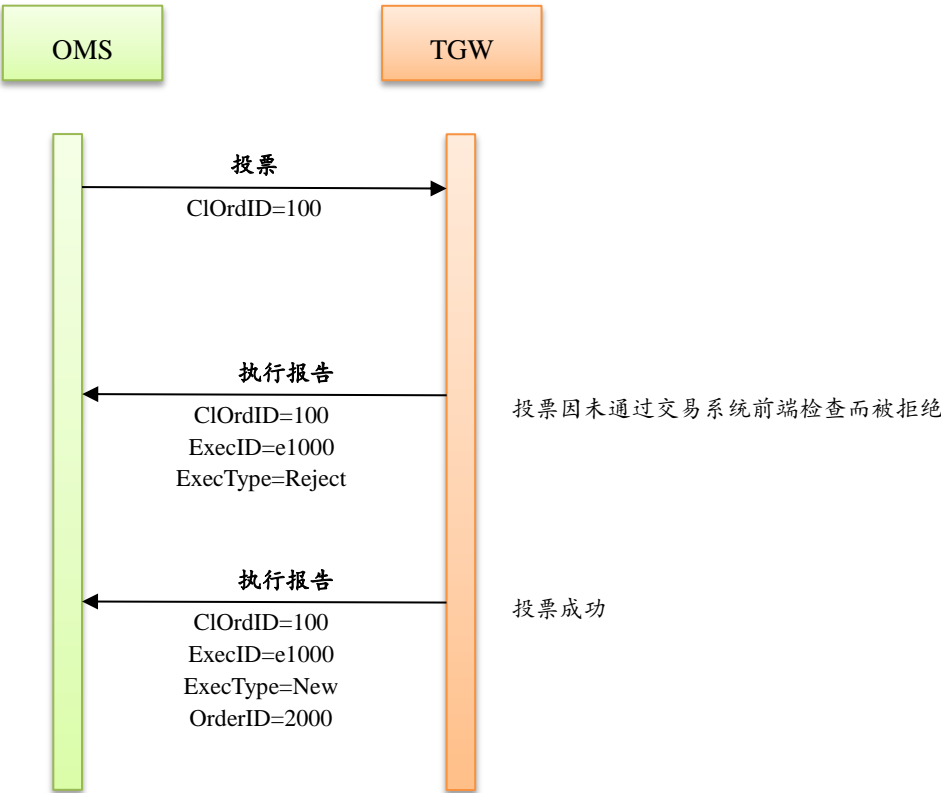 OMS
TGW
投票
ClOrdID=100
执行报告
ClOrdID=100
ExecID=e1000
ExecType=Reject
投票因未通过交易系统前端检查而被拒绝
执行报告
ClOrdID=100
ExecID=e1000
ExecType=New
OrderID=2000
投票成功